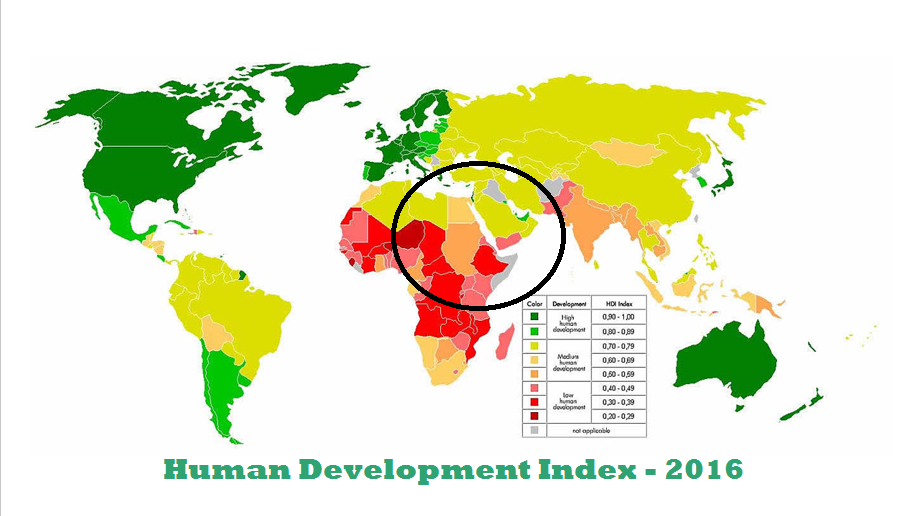 Color Development HDI Index
High human development
0,90 - 1,00
0,80 - 0,89
Medium human development
0,70 - 0,79
0,60 - 0,69
0,50 - 0,59
Low human development
0,40 - 0,49
0,30 - 0,39
0,20 - 0,29
not applicable
Human Development Index - 2016